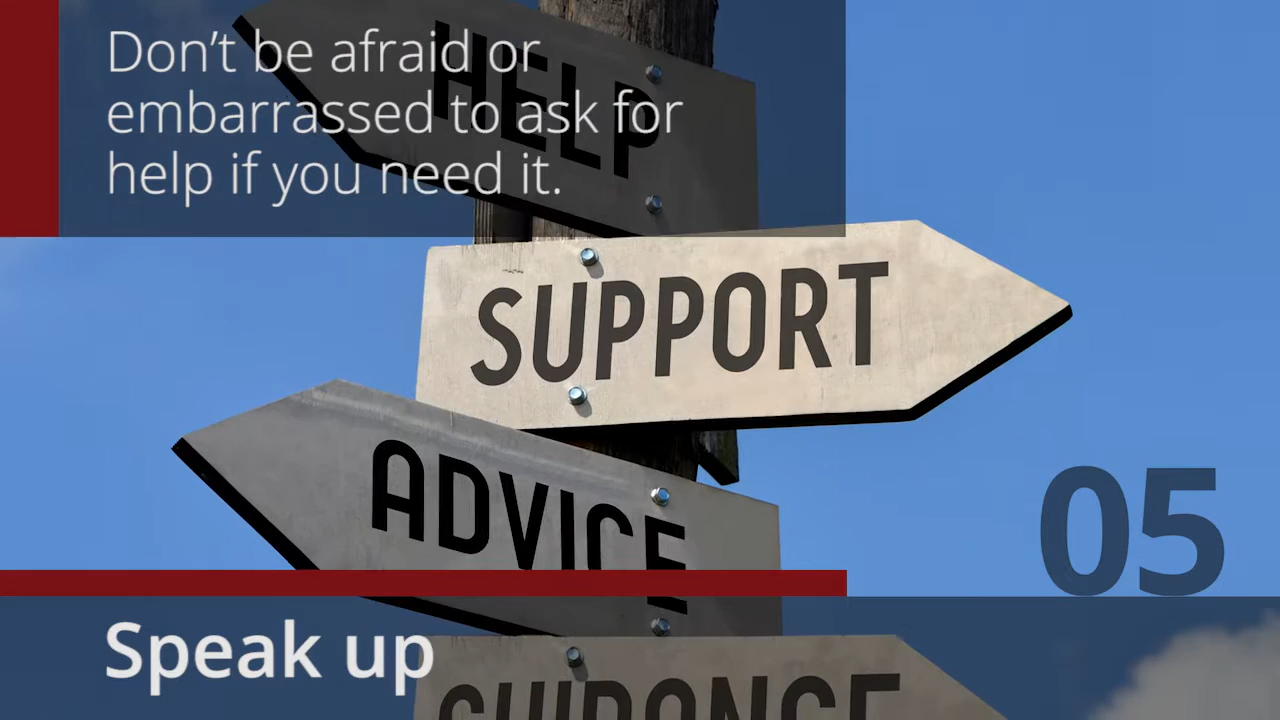 Don’t be afraid or
embarrassed to ask for
help if you need it.
HELP
SUPPORT
ADVICE
05
Speak up
GUIDANCE